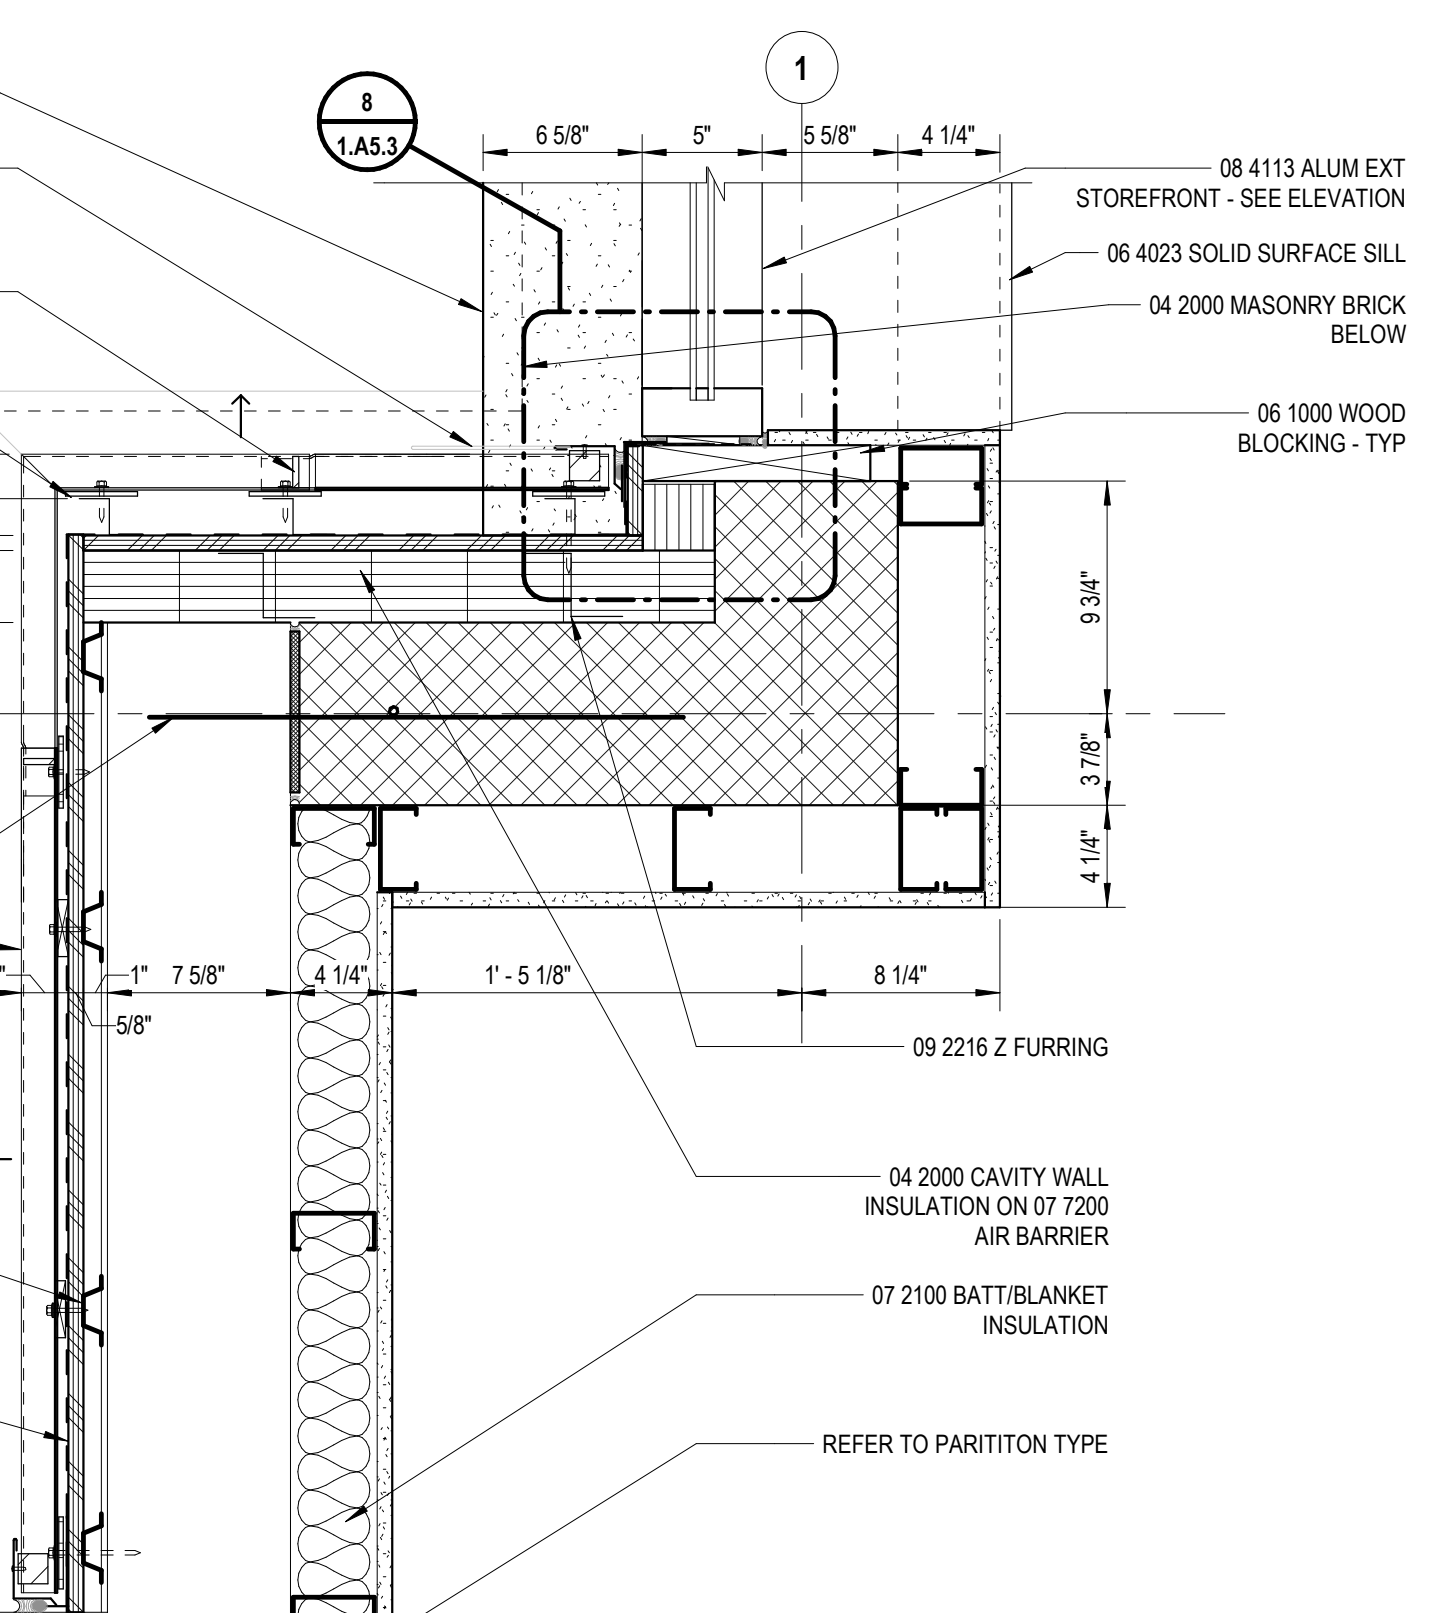 1
8
1.A5.3
6 5/8"
5"
5 5/8"
4 1/4"
08 4113 ALUM EXT
STOREFRONT - SEE ELEVATION
06 4023 SOLID SURFACE SILL
04 2000 MASONRY BRICK
BELOW
06 1000 WOOD
BLOCKING - TYP
9 3/4"
3 7/8"
4 1/4"
"
1"
7 5/8"
4 1/4"
1' - 5 1/8"
8 1/4"
5/8"
09 2216 Z FURRING
04 2000 CAVITY WALL
INSULATION ON 07 7200
AIR BARRIER
07 2100 BATT/BLANKET
INSULATION
REFER TO PARITITON TYPE